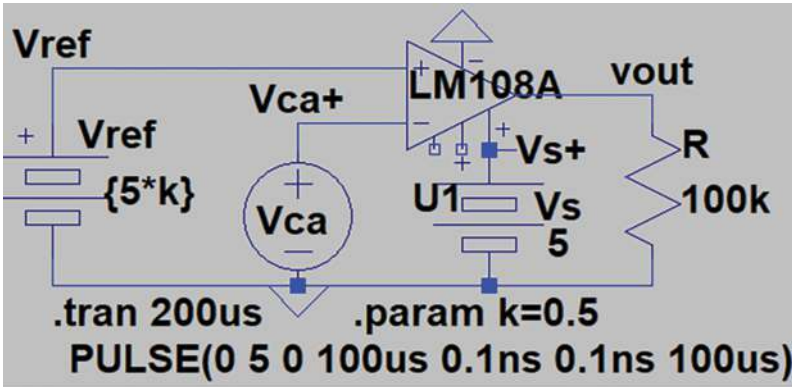 Vref
LM108A
vout
Vca+
Vref
{5*k}
Vs+
R
100k
Vca
U1
Vs
5
.tran 200us
.param k=0.5
PULSE(0 5 0 100us 0.1ns 0.1ns 100us)